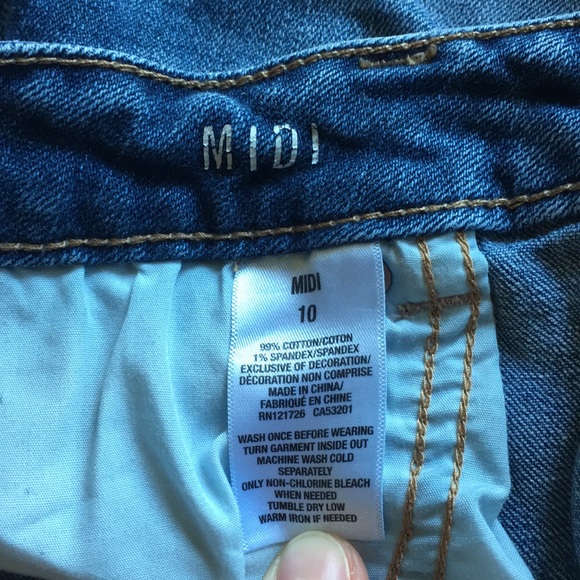 MIDI
MIDI
10
99% COTTON/COTON
1% SPANDEX/SPANDEX
EXCLUSIVE OF DECORATION/
DÉCORATION NON COMPRISE
MADE IN CHINA/
FABRIQUÉ EN CHINE
RN121726 CA53201
WASH ONCE BEFORE WEARING
TURN GARMENT INSIDE OUT
MACHINE WASH COLD
SEPARATELY
ONLY NON-CHLORINE BLEACH
WHEN NEEDED
TUMBLE DRY LOW
WARM IRON IF NEEDED